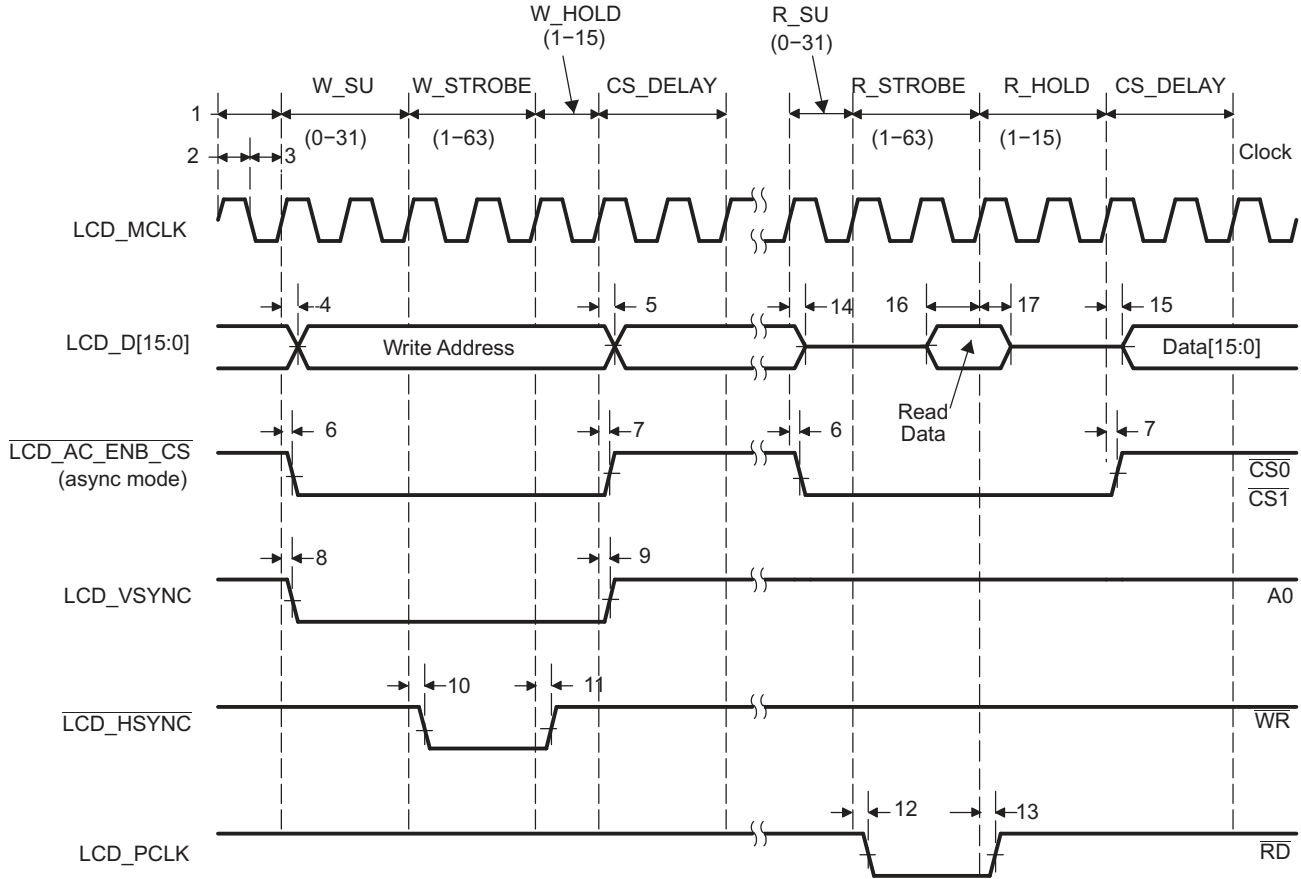 W_HOLD
(1−15)
R_SU
(0−31)
1
W_SU
W_STROBE
CS_DELAY
R_STROBE
R_HOLD
CS_DELAY
(0−31)
(1−63)
(1−63)
(1−15)
2
3
Clock
LCD_MCLK
4
5
14
16
17
15
LCD_D[15:0]
Write Address
Data[15:0]
Read
Data
6
7
6
7
LCD_AC_ENB_CS
(async mode)
CS0
CS1
8
9
LCD_VSYNC
A0
10
11
LCD_HSYNC
WR
12
13
LCD_PCLK
RD